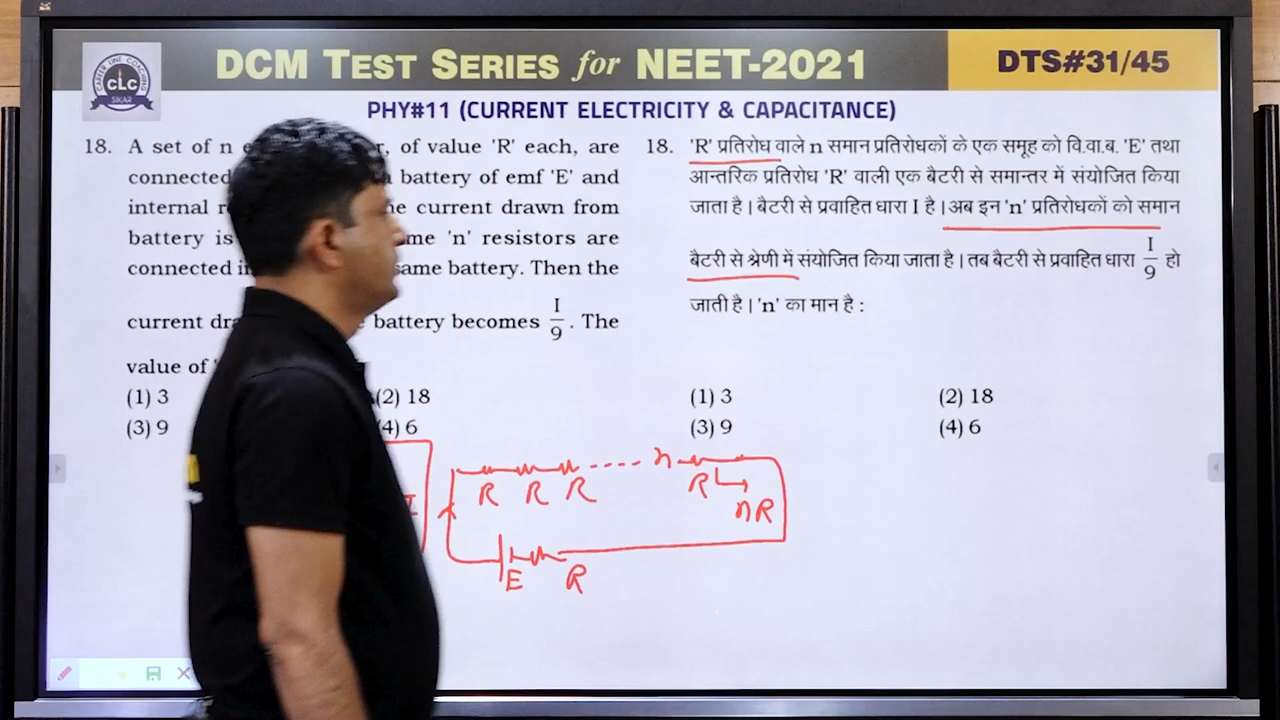 DCM TEST SERIES for NEET-2021
DTS#31/45
CLC
SIKAR
PHY#11 (CURRENT ELECTRICITY & CAPACITANCE)
18. A set of n , of value 'R' each, are
connected a battery of emf 'E' and
internal current drawn from
battery is 'n' resistors are
connected same battery. Then the
current battery becomes I/9. The
value of
(1) 3 (2) 18
(3) 9 (4) 6
18. 'R' प्रतिरोध वाले n समान प्रतिरोधकों के एक समूह को वि.वा.ब. 'E' तथा
आन्तरिक प्रतिरोध 'R' वाली एक बैटरी से समान्तर में संयोजित किया
जाता है। बैटरी से प्रवाहित धारा I है। अब इन 'n' प्रतिरोधकों को समान
बैटरी से श्रेणी में संयोजित किया जाता है। तब बैटरी से प्रवाहित धारा I/9 हो
जाती है। 'n' का मान है :
(1) 3 (2) 18
(3) 9 (4) 6
I
n
R R R R
nR
E R